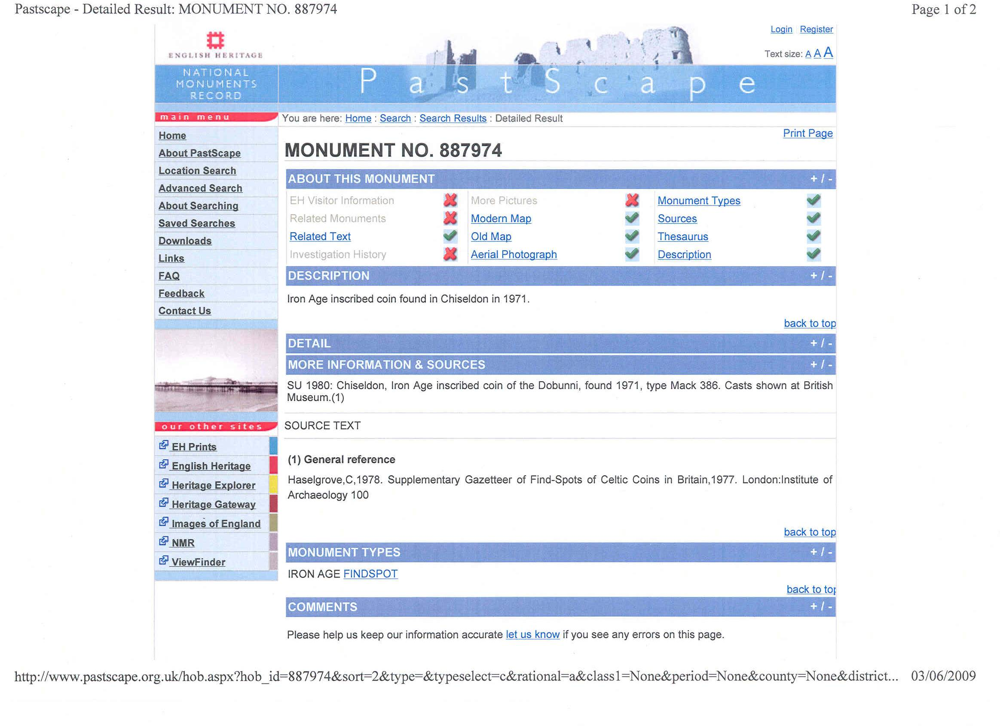 Pastscape - Detailed Result: MONUMENT NO. 887974
Page 1 of 2
Login Register
ENGLISH HERITAGE
Text size: A A A
NATIONAL
MONUMENTS
RECORD
PastScape
main menu
You are here: Home : Search : Search Results : Detailed Result
Print Page
Home
About PastScape
Location Search
Advanced Search
About Searching
Saved Searches
Downloads
Links
FAQ
Feedback
Contact Us
our other sites
EH Prints
English Heritage
Heritage Explorer
Heritage Gateway
Images of England
NMR
ViewFinder
MONUMENT NO. 887974
ABOUT THIS MONUMENT + / -
EH Visitor Information More Pictures Monument Types
Related Monuments Modern Map Sources
Related Text Old Map Thesaurus
Investigation History Aerial Photograph Description
DESCRIPTION + / -
Iron Age inscribed coin found in Chiseldon in 1971.
back to top
DETAIL + / -
MORE INFORMATION & SOURCES + / -
SU 1980: Chiseldon, Iron Age inscribed coin of the Dobunni, found 1971, type Mack 386. Casts shown at British
Museum.(1)
SOURCE TEXT
(1) General reference
Haselgrove,C,1978. Supplementary Gazetteer of Find-Spots of Celtic Coins in Britain,1977. London:Institute of
Archaeology 100
back to top
MONUMENT TYPES + / -
IRON AGE FINDSPOT
back to top
COMMENTS + / -
Please help us keep our information accurate let us know if you see any errors on this page.
http://www.pastscape.org.uk/hob.aspx?hob_id=887974&sort=2&type=&typeselect=c&rational=a&class1=None&period=None&county=None&district... 03/06/2009